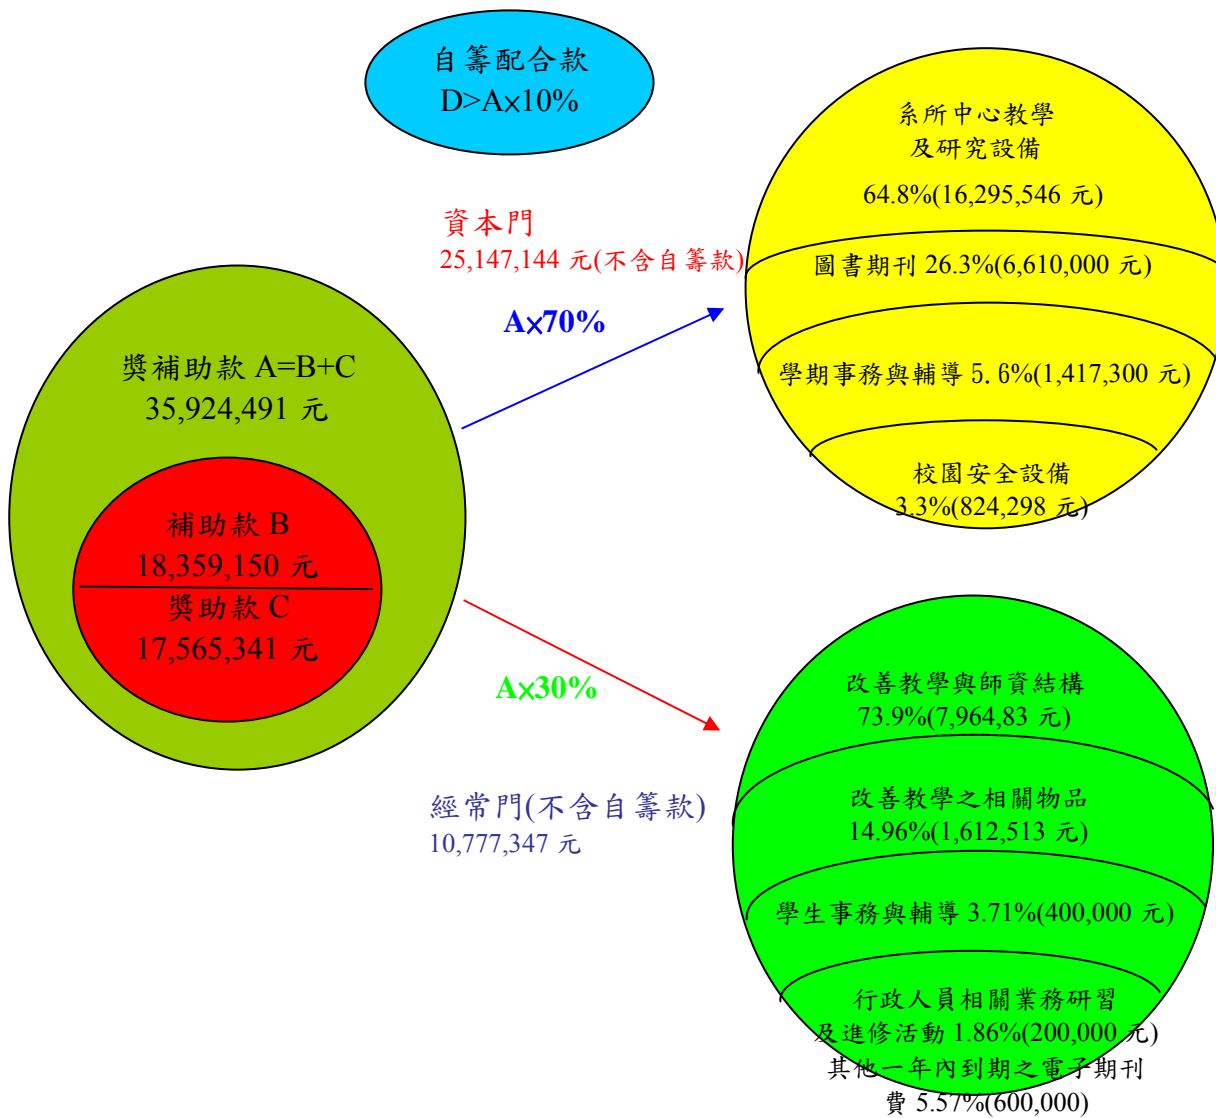 自籌配合款
D>A×10%
系所中心教學
及研究設備
64.8%(16,295,546 元)
圖書期刊 26.3%(6,610,000 元)
學期事務與輔導 5.6%(1,417,300 元)
校園安全設備
3.3%(824,298 元)
資本門
25,147,144 元(不含自籌款)
A×70%
獎補助款 A=B+C
35,924,491 元
補助款 B
18,359,150 元
獎助款 C
17,565,341 元
A×30%
經常門(不含自籌款)
10,777,347 元
改善教學與師資結構
73.9%(7,964,83 元)
改善教學之相關物品
14.96%(1,612,513 元)
學生事務與輔導 3.71%(400,000 元)
行政人員相關業務研習
及進修活動 1.86%(200,000 元)
其他一年內到期之電子期刊
費 5.57%(600,000)